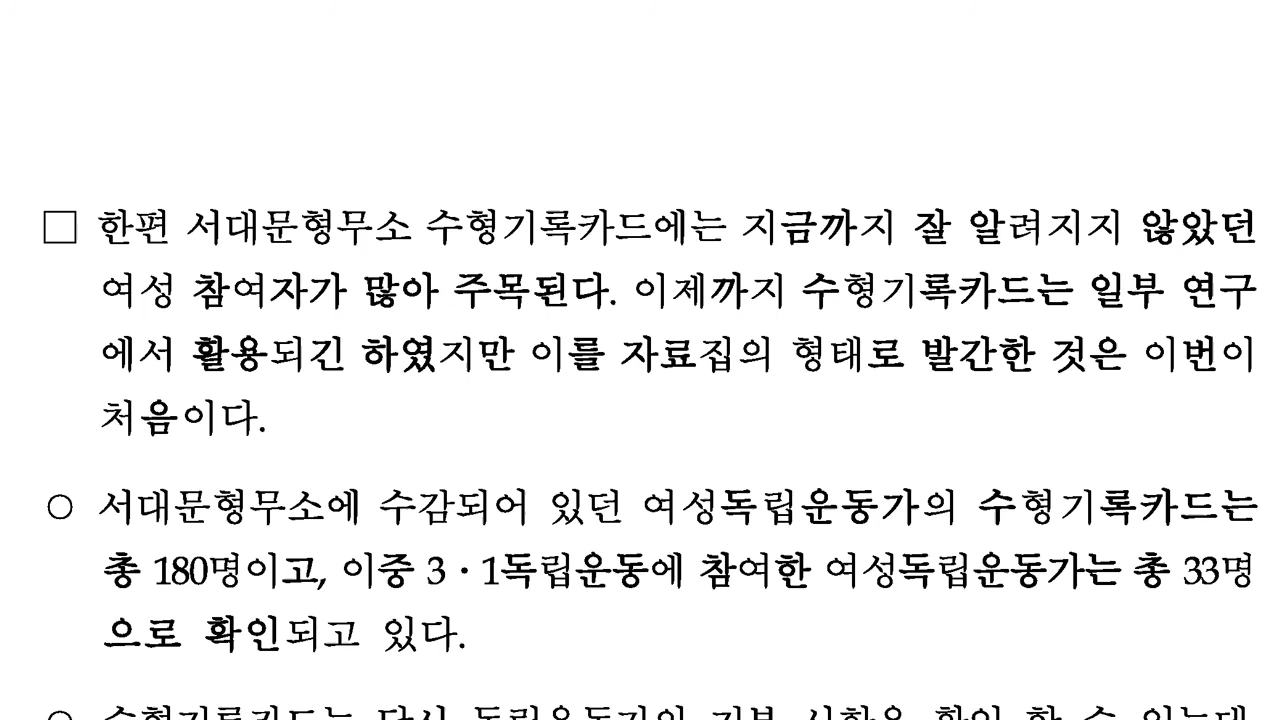 □ 한편 서대문형무소 수형기록카드에는 지금까지 잘 알려지지 않았던
여성 참여자가 많아 주목된다. 이제까지 수형기록카드는 일부 연구
에서 활용되긴 하였지만 이를 자료집의 형태로 발간한 것은 이번이
처음이다.
○ 서대문형무소에 수감되어 있던 여성독립운동가의 수형기록카드는
총 180명이고, 이중 3·1독립운동에 참여한 여성독립운동가는 총 33명
으로 확인되고 있다.